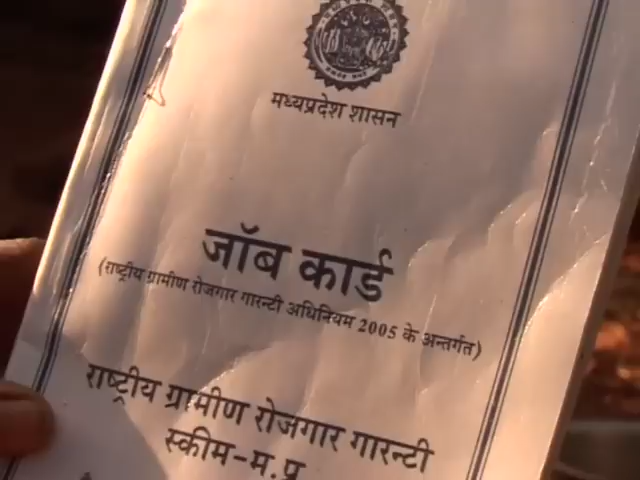 मध्यप्रदेश शासन
जॉब कार्ड
(राष्ट्रीय ग्रामीण रोजगार गारन्टी अधिनियम 2005 के अन्तर्गत)
राष्ट्रीय ग्रामीण रोजगार गारन्टी
स्कीम-म.प्र